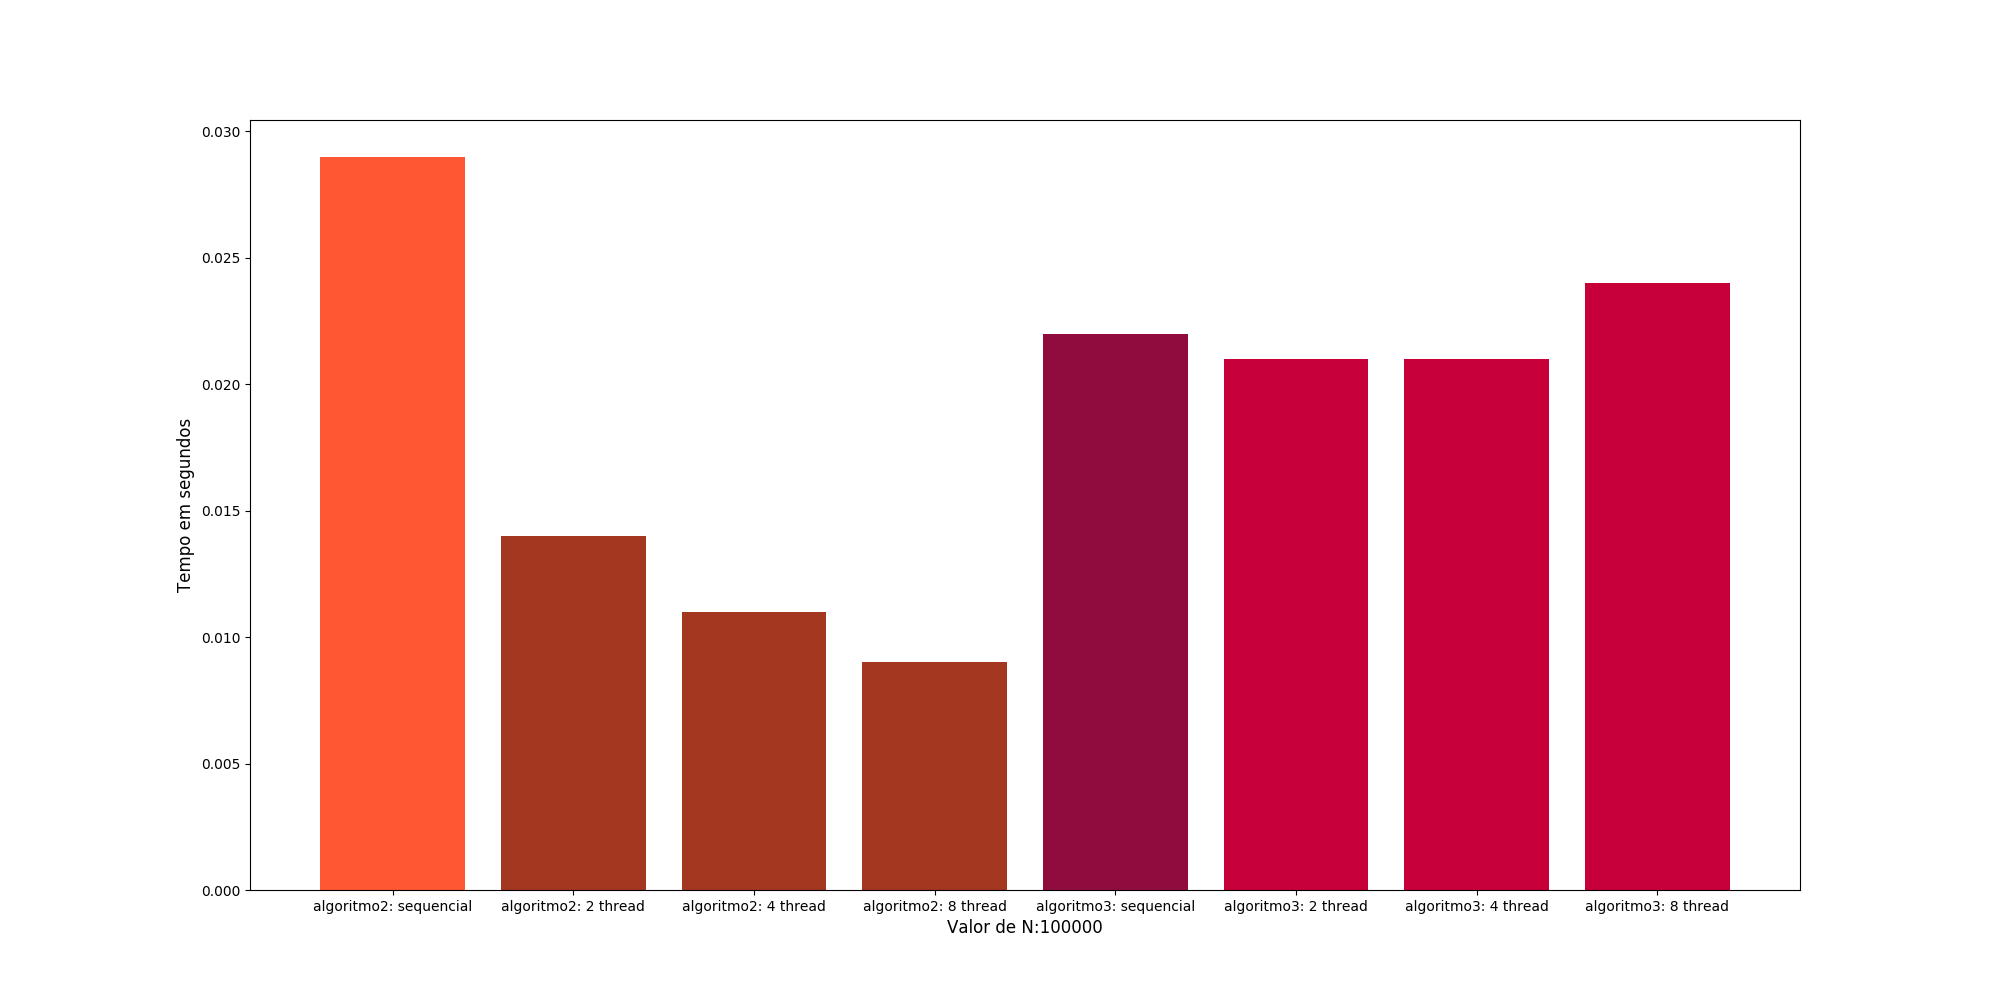 Tempo em segundos
0.030
0.025
0.020
0.015
0.010
0.005
0.000
algoritmo2: sequencial
algoritmo2: 2 thread
algoritmo2: 4 thread
algoritmo2: 8 thread
algoritmo3: sequencial
algoritmo3: 2 thread
algoritmo3: 4 thread
algoritmo3: 8 thread
Valor de N:100000